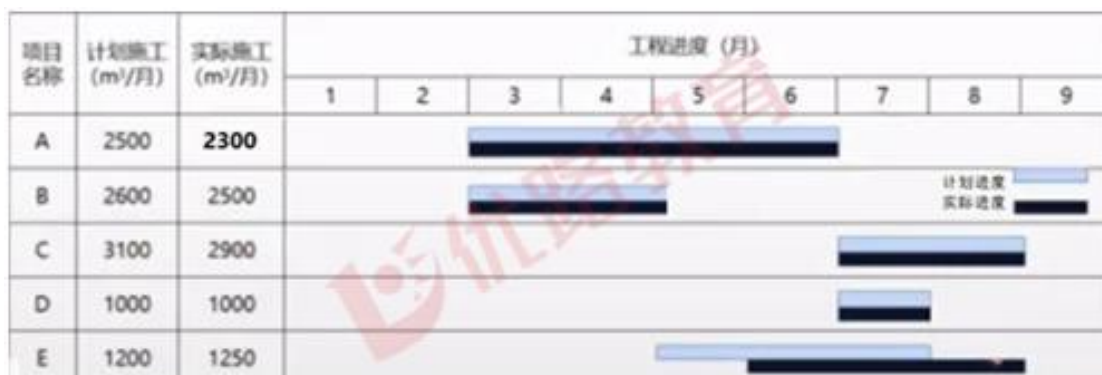 项目名称 计划施工(m³/月) 实际施工(m³/月) 工程进度（月）
1 2 3 4 5 6 7 8 9
A 2500 2300
B 2600 2500
计划进度
实际进度
C 3100 2900
D 1000 1000
E 1200 1250
优路教育